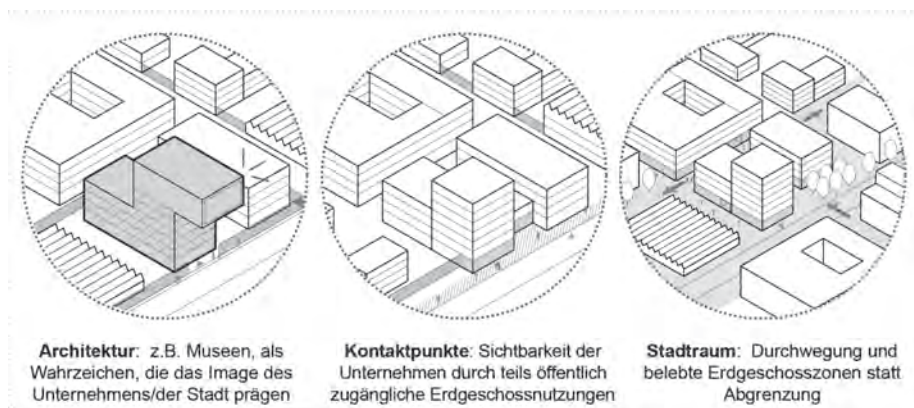 Architektur: z.B. Museen, als
Wahrzeichen, die das Image des
Unternehmens/der Stadt prägen
Kontaktpunkte: Sichtbarkeit der
Unternehmen durch teils öffentlich
zugängliche Erdgeschossnutzungen
Stadtraum: Durchwegung und
belebte Erdgeschosszonen statt
Abgrenzung